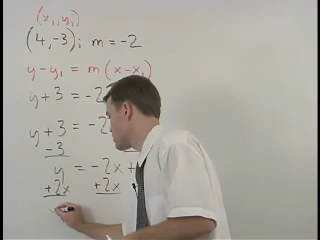 (x₁, y₁)
(4, -3); m = -2
y - y₁ = m(x - x₁)
y + 3 = -2
y + 3 = -2
-3
y = -2x +
+2x +2x